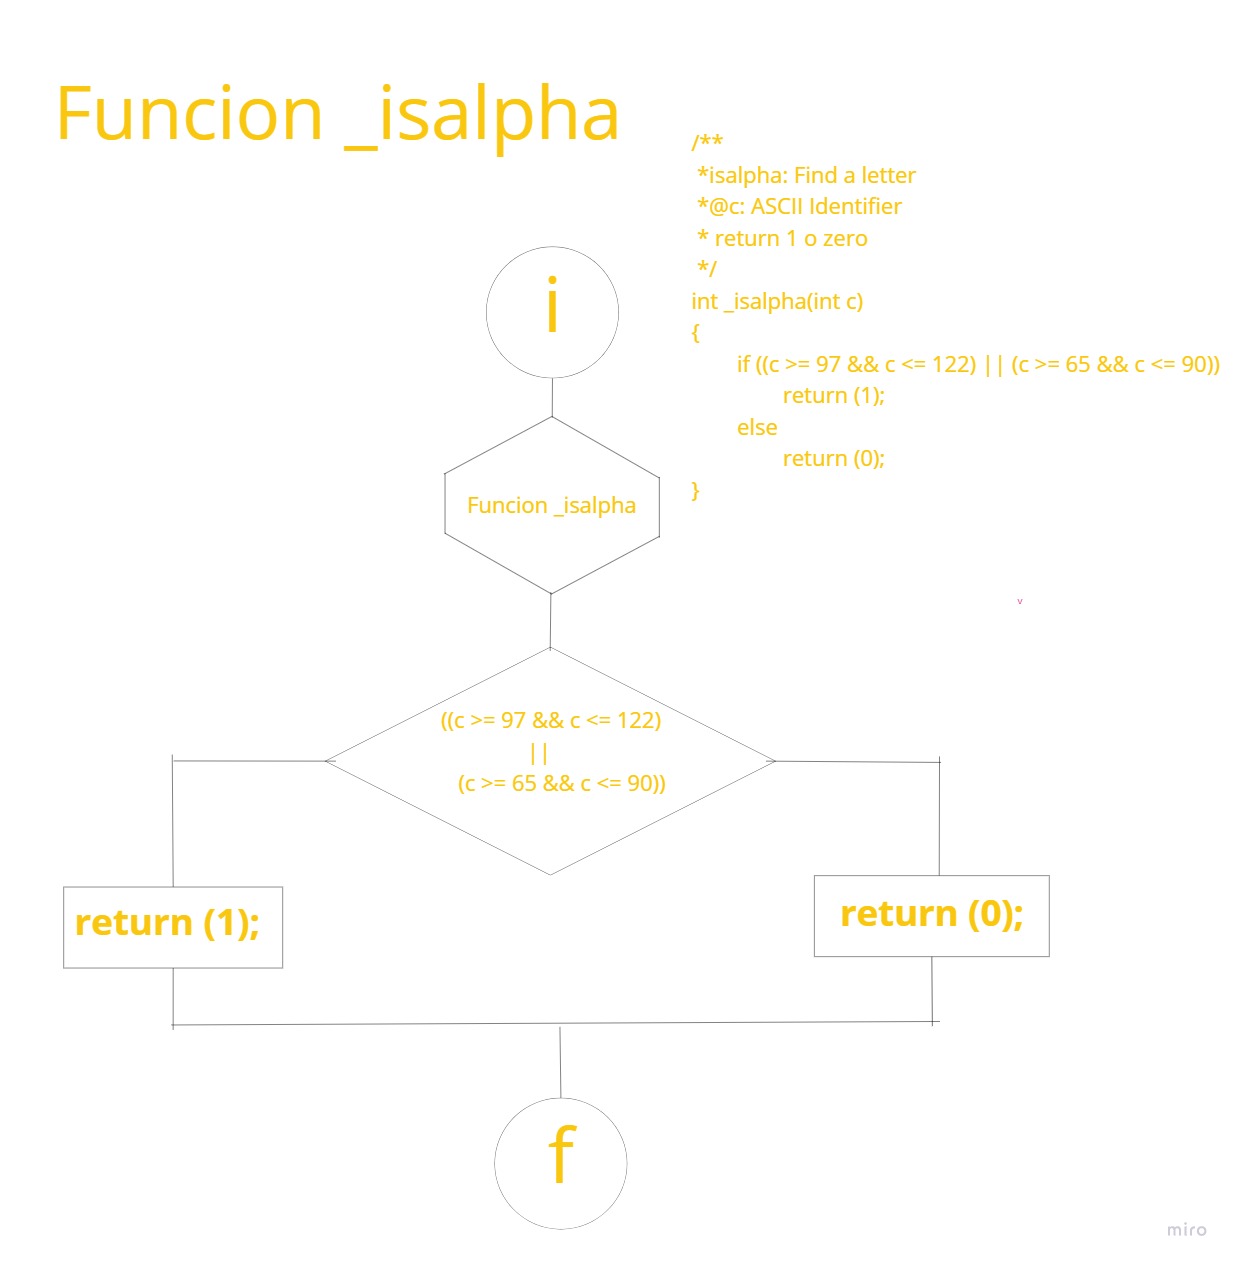 Funcion _isalpha
/**
*isalpha: Find a letter
*@c: ASCII Identifier
* return 1 o zero
*/
int _isalpha(int c)
{
if ((c >= 97 && c <= 122) || (c >= 65 && c <= 90))
return (1);
else
return (0);
}
i
Funcion _isalpha
v
((c >= 97 && c <= 122)
||
(c >= 65 && c <= 90))
return (1);
return (0);
f
miro